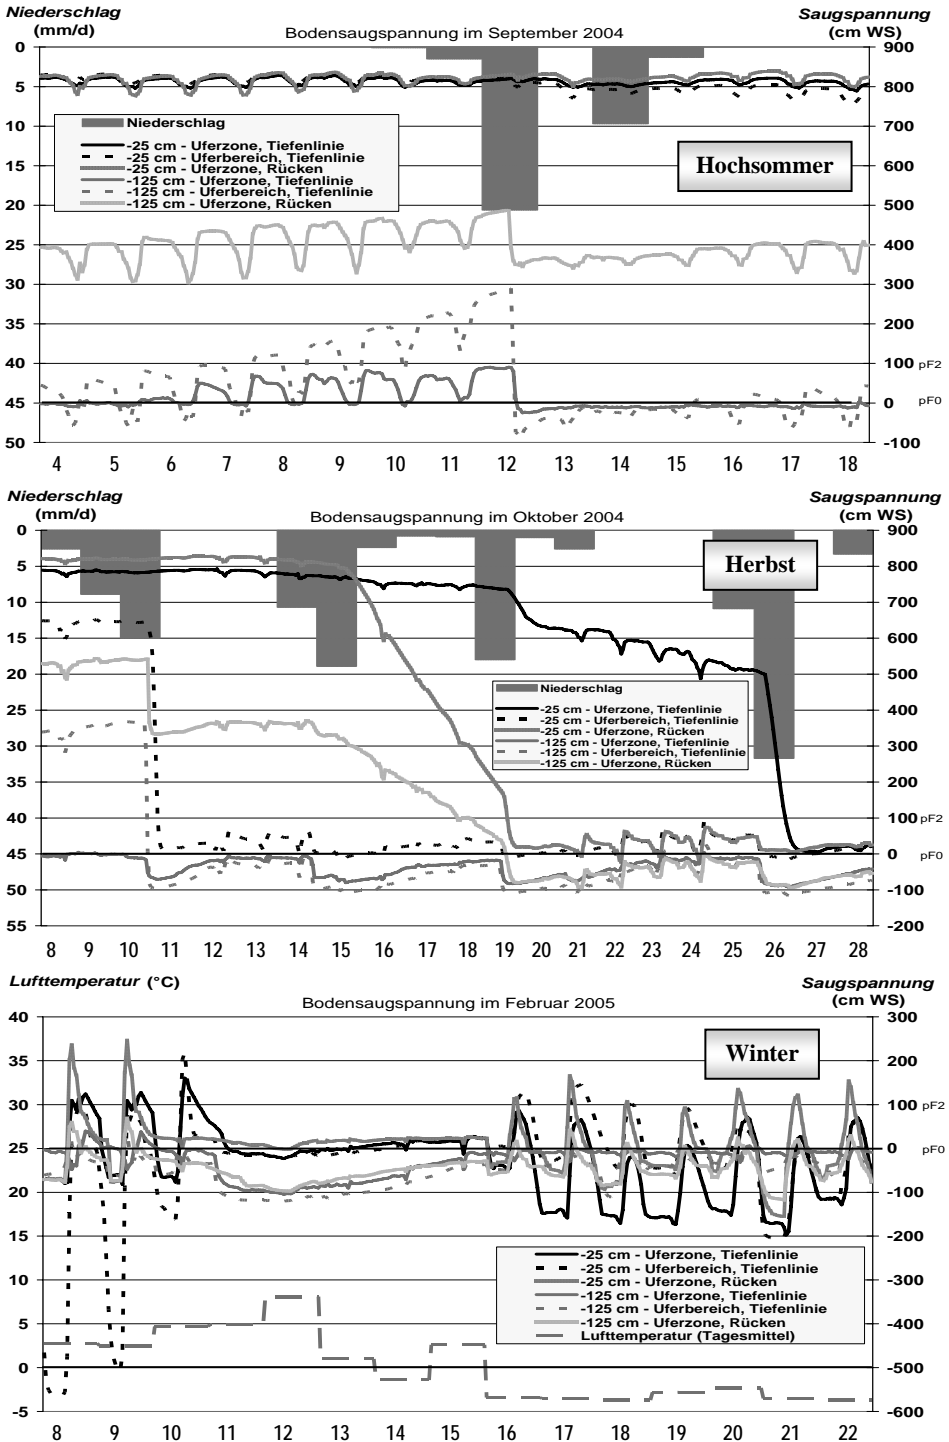 Niederschlag
(mm/d)
Bodensaugspannung im September 2004
Saugspannung
(cm WS)
0 900
5 800
10 700
15 600
20 500
25 400
30 300
35 200
40 100 pF2
45 0 pF0
50 -100
Niederschlag
-25 cm - Uferzone, Tiefenlinie
-25 cm - Uferbereich, Tiefenlinie
-25 cm - Uferzone, Rücken
-125 cm - Uferzone, Tiefenlinie
-125 cm - Uferbereich, Tiefenlinie
-125 cm - Uferzone, Rücken
Hochsommer
4 5 6 7 8 9 10 11 12 13 14 15 16 17 18
Niederschlag
(mm/d)
Bodensaugspannung im Oktober 2004
Saugspannung
(cm WS)
0 900
5 800
10 700
15 600
20 500
25 400
30 300
35 200
40 100 pF2
45 0 pF0
50 -100
55 -200
Herbst
Niederschlag
-25 cm - Uferzone, Tiefenlinie
-25 cm - Uferbereich, Tiefenlinie
-25 cm - Uferzone, Rücken
-125 cm - Uferzone, Tiefenlinie
-125 cm - Uferbereich, Tiefenlinie
-125 cm - Uferzone, Rücken
8 9 10 11 12 13 14 15 16 17 18 19 20 21 22 23 24 25 26 27 28
Lufttemperatur (°C)
Bodensaugspannung im Februar 2005
Saugspannung
(cm WS)
40 300
35 200
30 100 pF2
25 0 pF0
20 -100
15 -200
10 -300
5 -400
0 -500
-5 -600
Winter
-25 cm - Uferzone, Tiefenlinie
-25 cm - Uferbereich, Tiefenlinie
-25 cm - Uferzone, Rücken
-125 cm - Uferzone, Tiefenlinie
-125 cm - Uferbereich, Tiefenlinie
-125 cm - Uferzone, Rücken
Lufttemperatur (Tagesmittel)
8 9 10 11 12 13 14 15 16 17 18 19 20 21 22